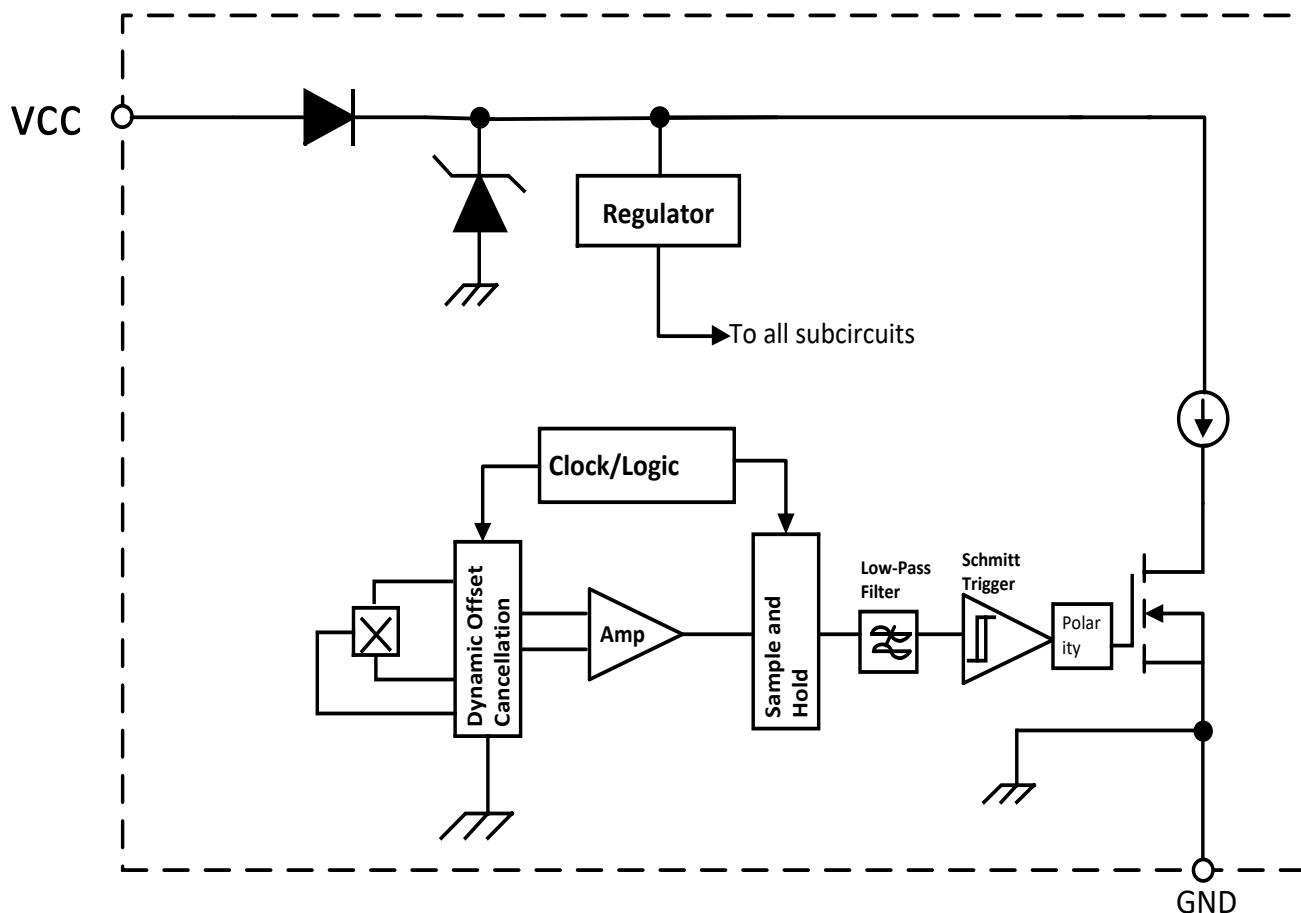 VCC
Regulator
To all subcircuits
Clock/Logic
Dynamic Offset
Cancellation
Amp
Sample and
Hold
Low-Pass
Filter
Schmitt
Trigger
Polar
ity
GND